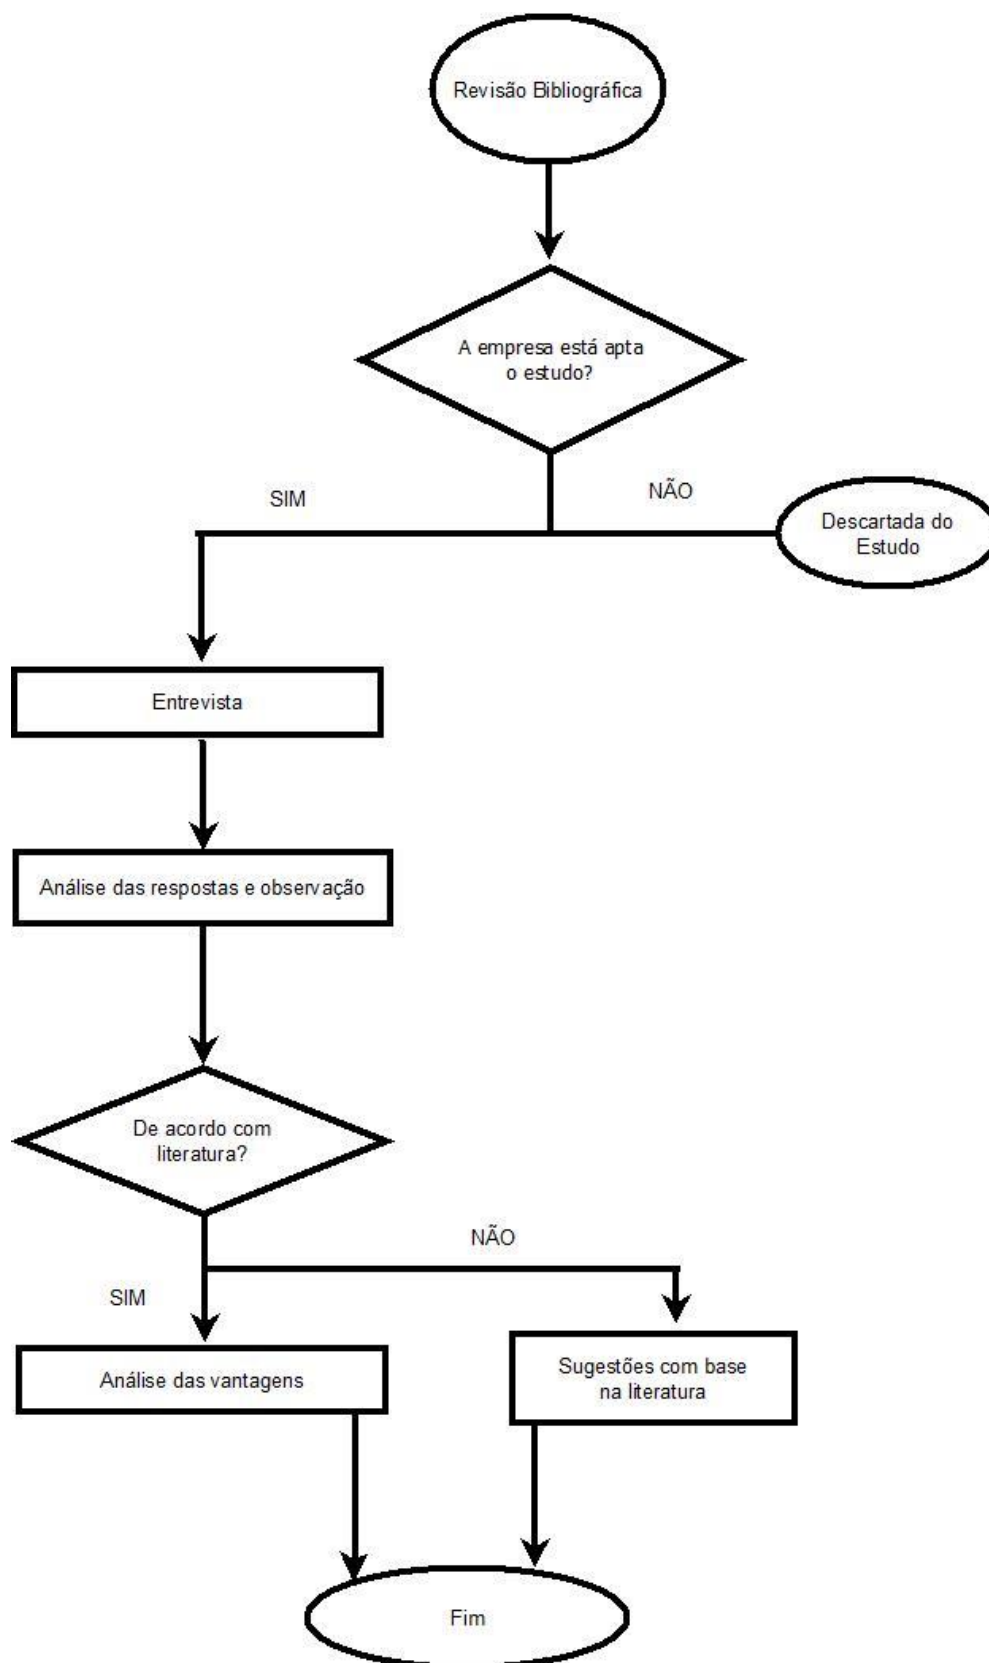 Revisão Bibliográfica
A empresa está apta
o estudo?
SIM
NÃO
Descartada do
Estudo
Entrevista
Análise das respostas e observação
De acordo com
literatura?
NÃO
SIM
Análise das vantagens
Sugestões com base
na literatura
Fim